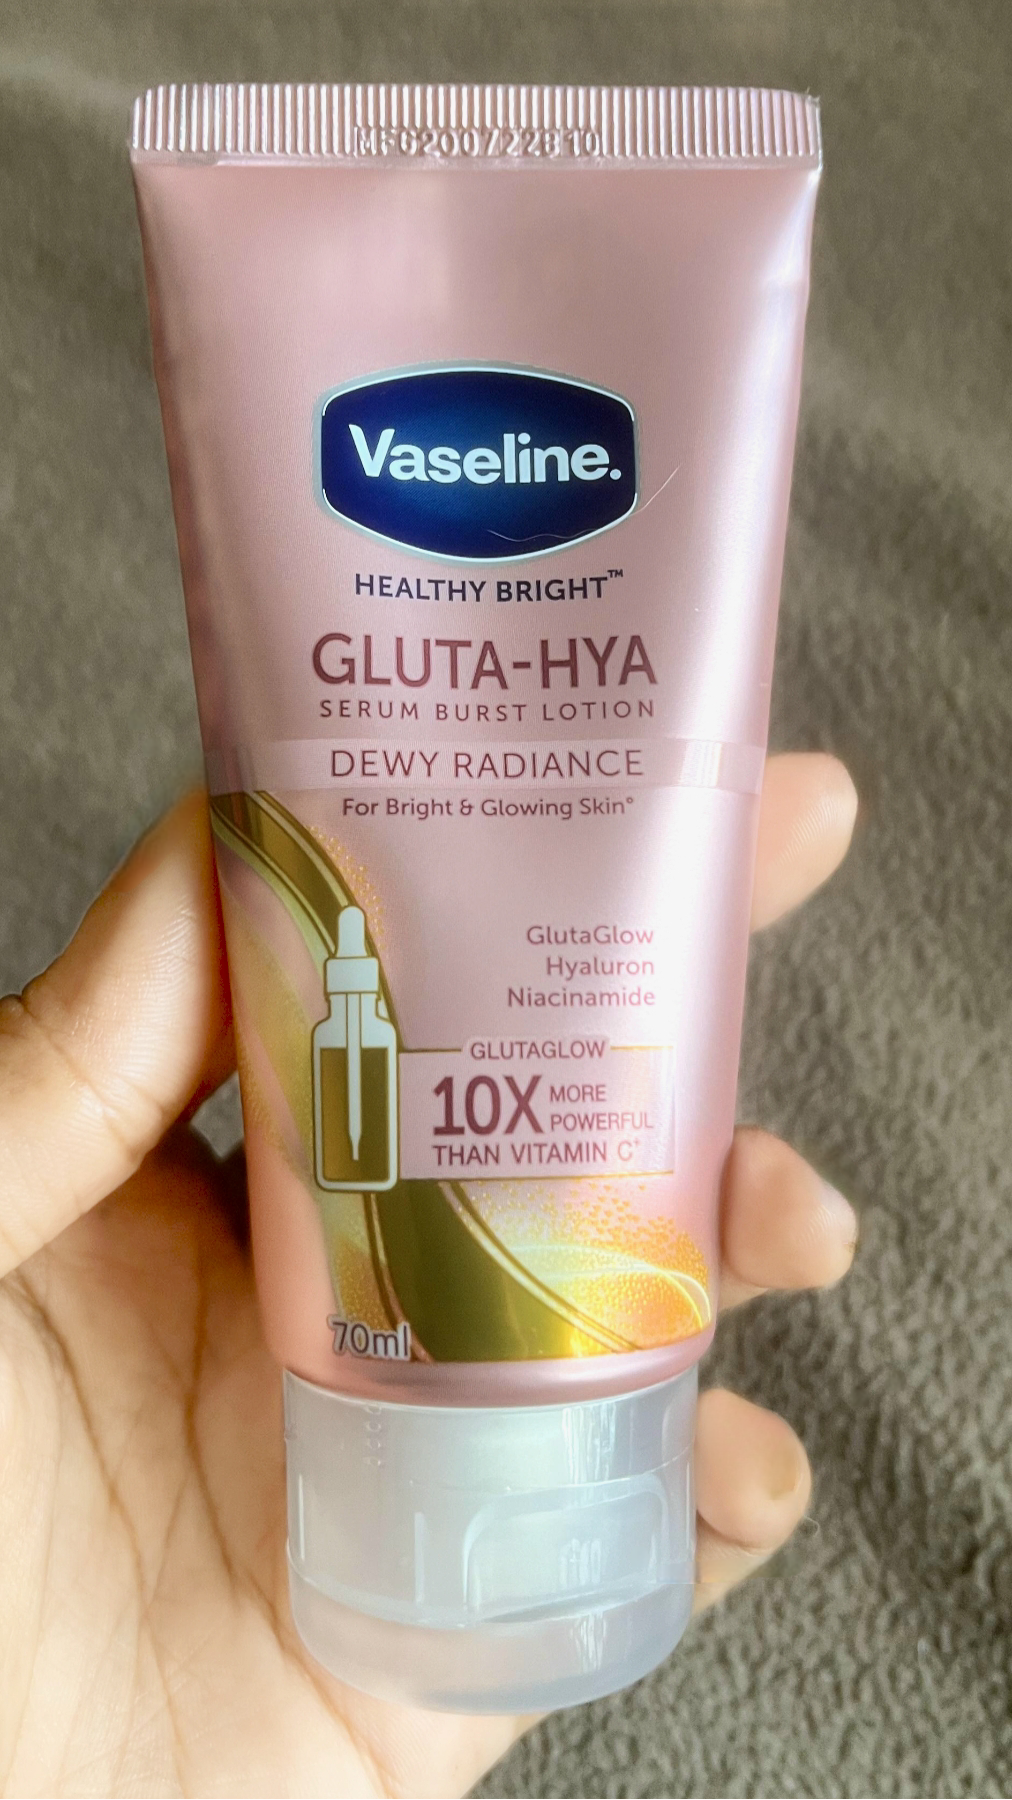 MFG200722810
Vaseline.
HEALTHY BRIGHT™
GLUTA-HYA
SERUM BURST LOTION
DEWY RADIANCE
For Bright & Glowing Skin°
GlutaGlow
Hyaluron
Niacinamide
GLUTAGLOW
10X MORE
POWERFUL
THAN VITAMIN C⁺
70ml